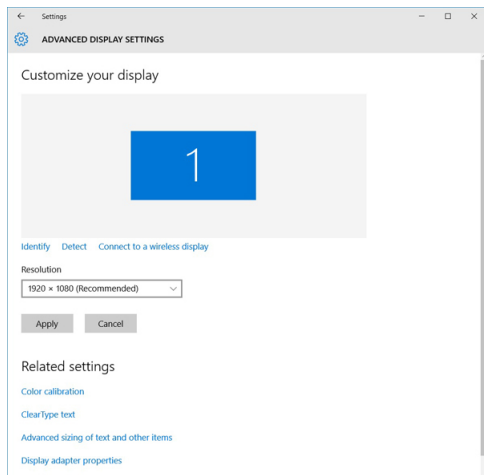 Settings
ADVANCED DISPLAY SETTINGS
Customize your display
1
Identify Detect Connect to a wireless display
Resolution
1920 × 1080 (Recommended)
Apply Cancel
Related settings
Color calibration
ClearType text
Advanced sizing of text and other items
Display adapter properties